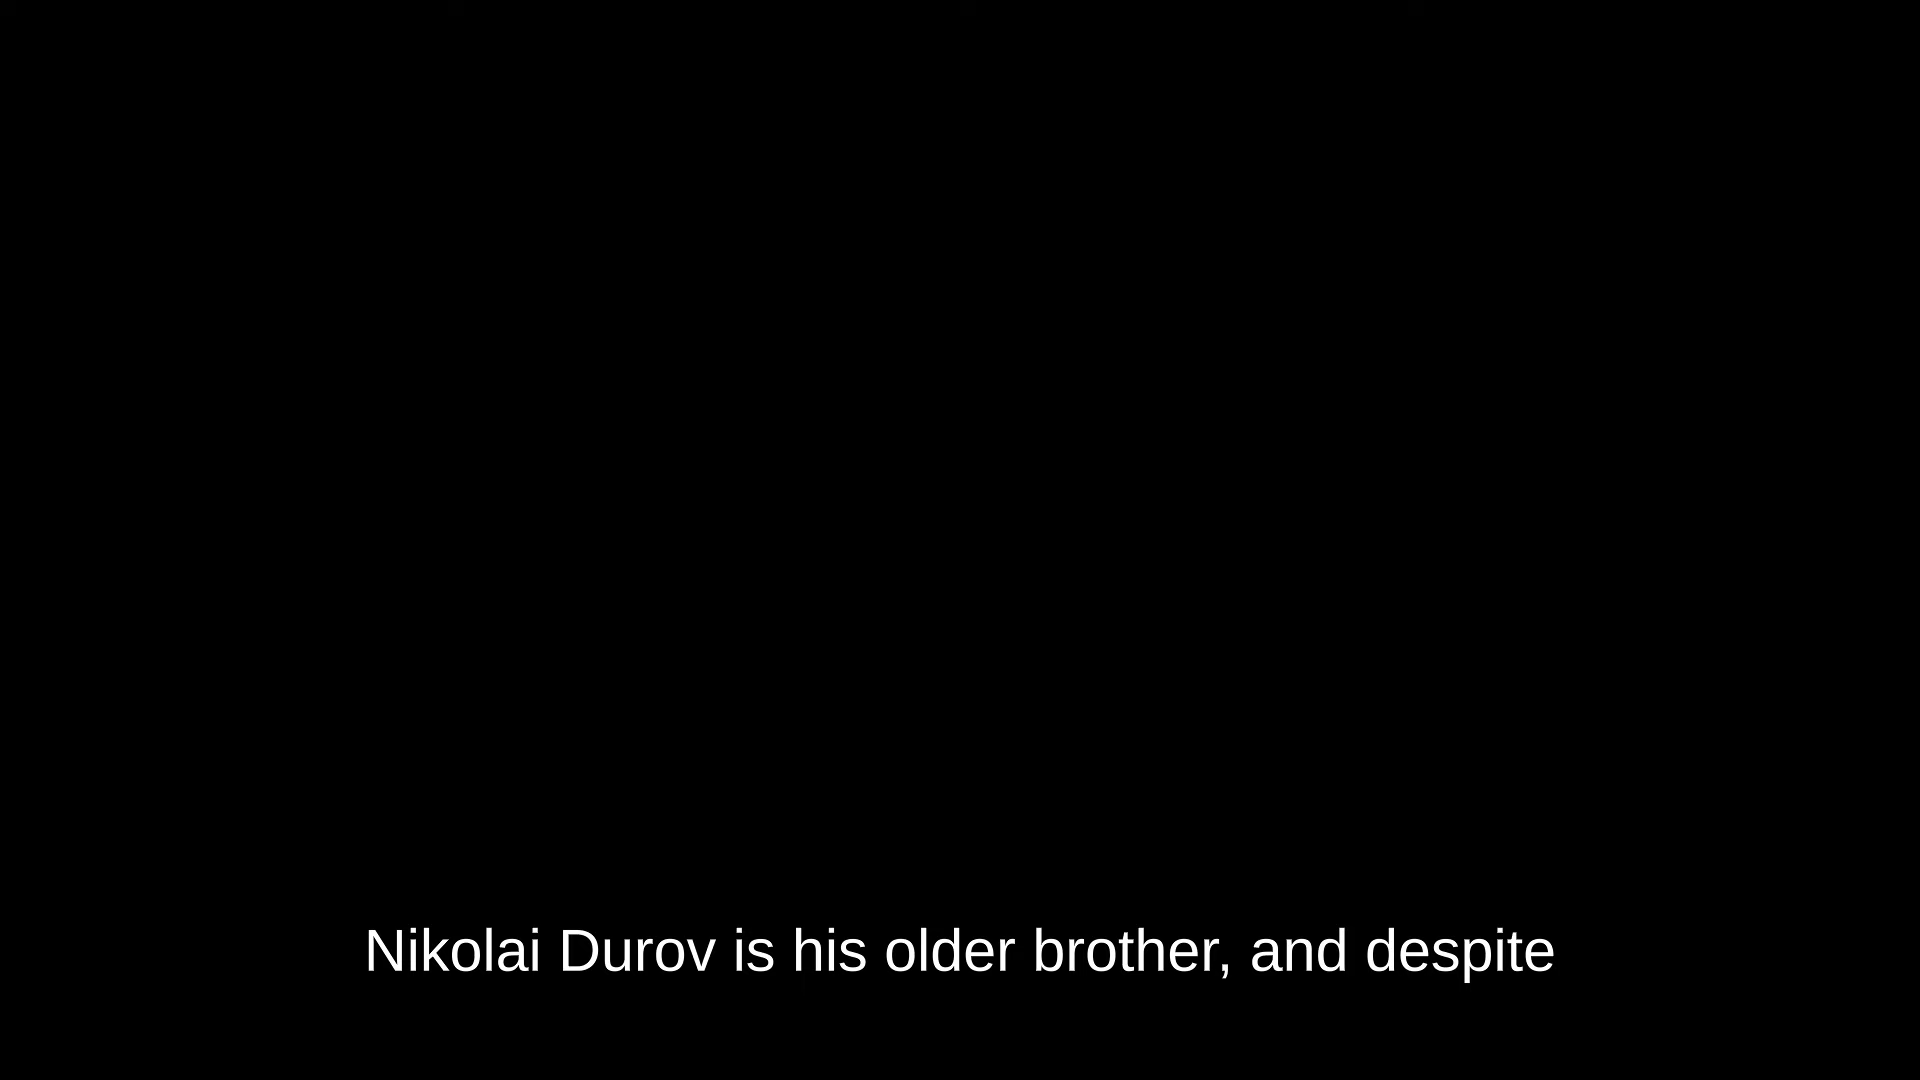 Nikolai Durov is his older brother, and despite